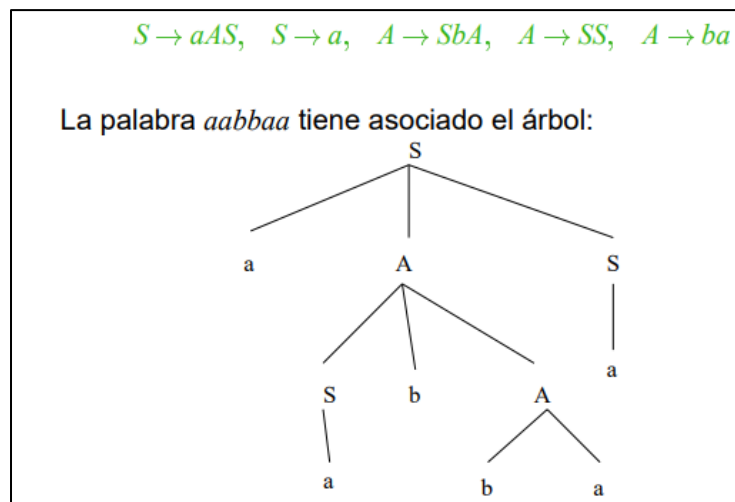 S → aAS,   S → a,   A → SbA,   A → SS,   A → ba
La palabra aabbaa tiene asociado el árbol:
S
a A S
a
S b A
a b a